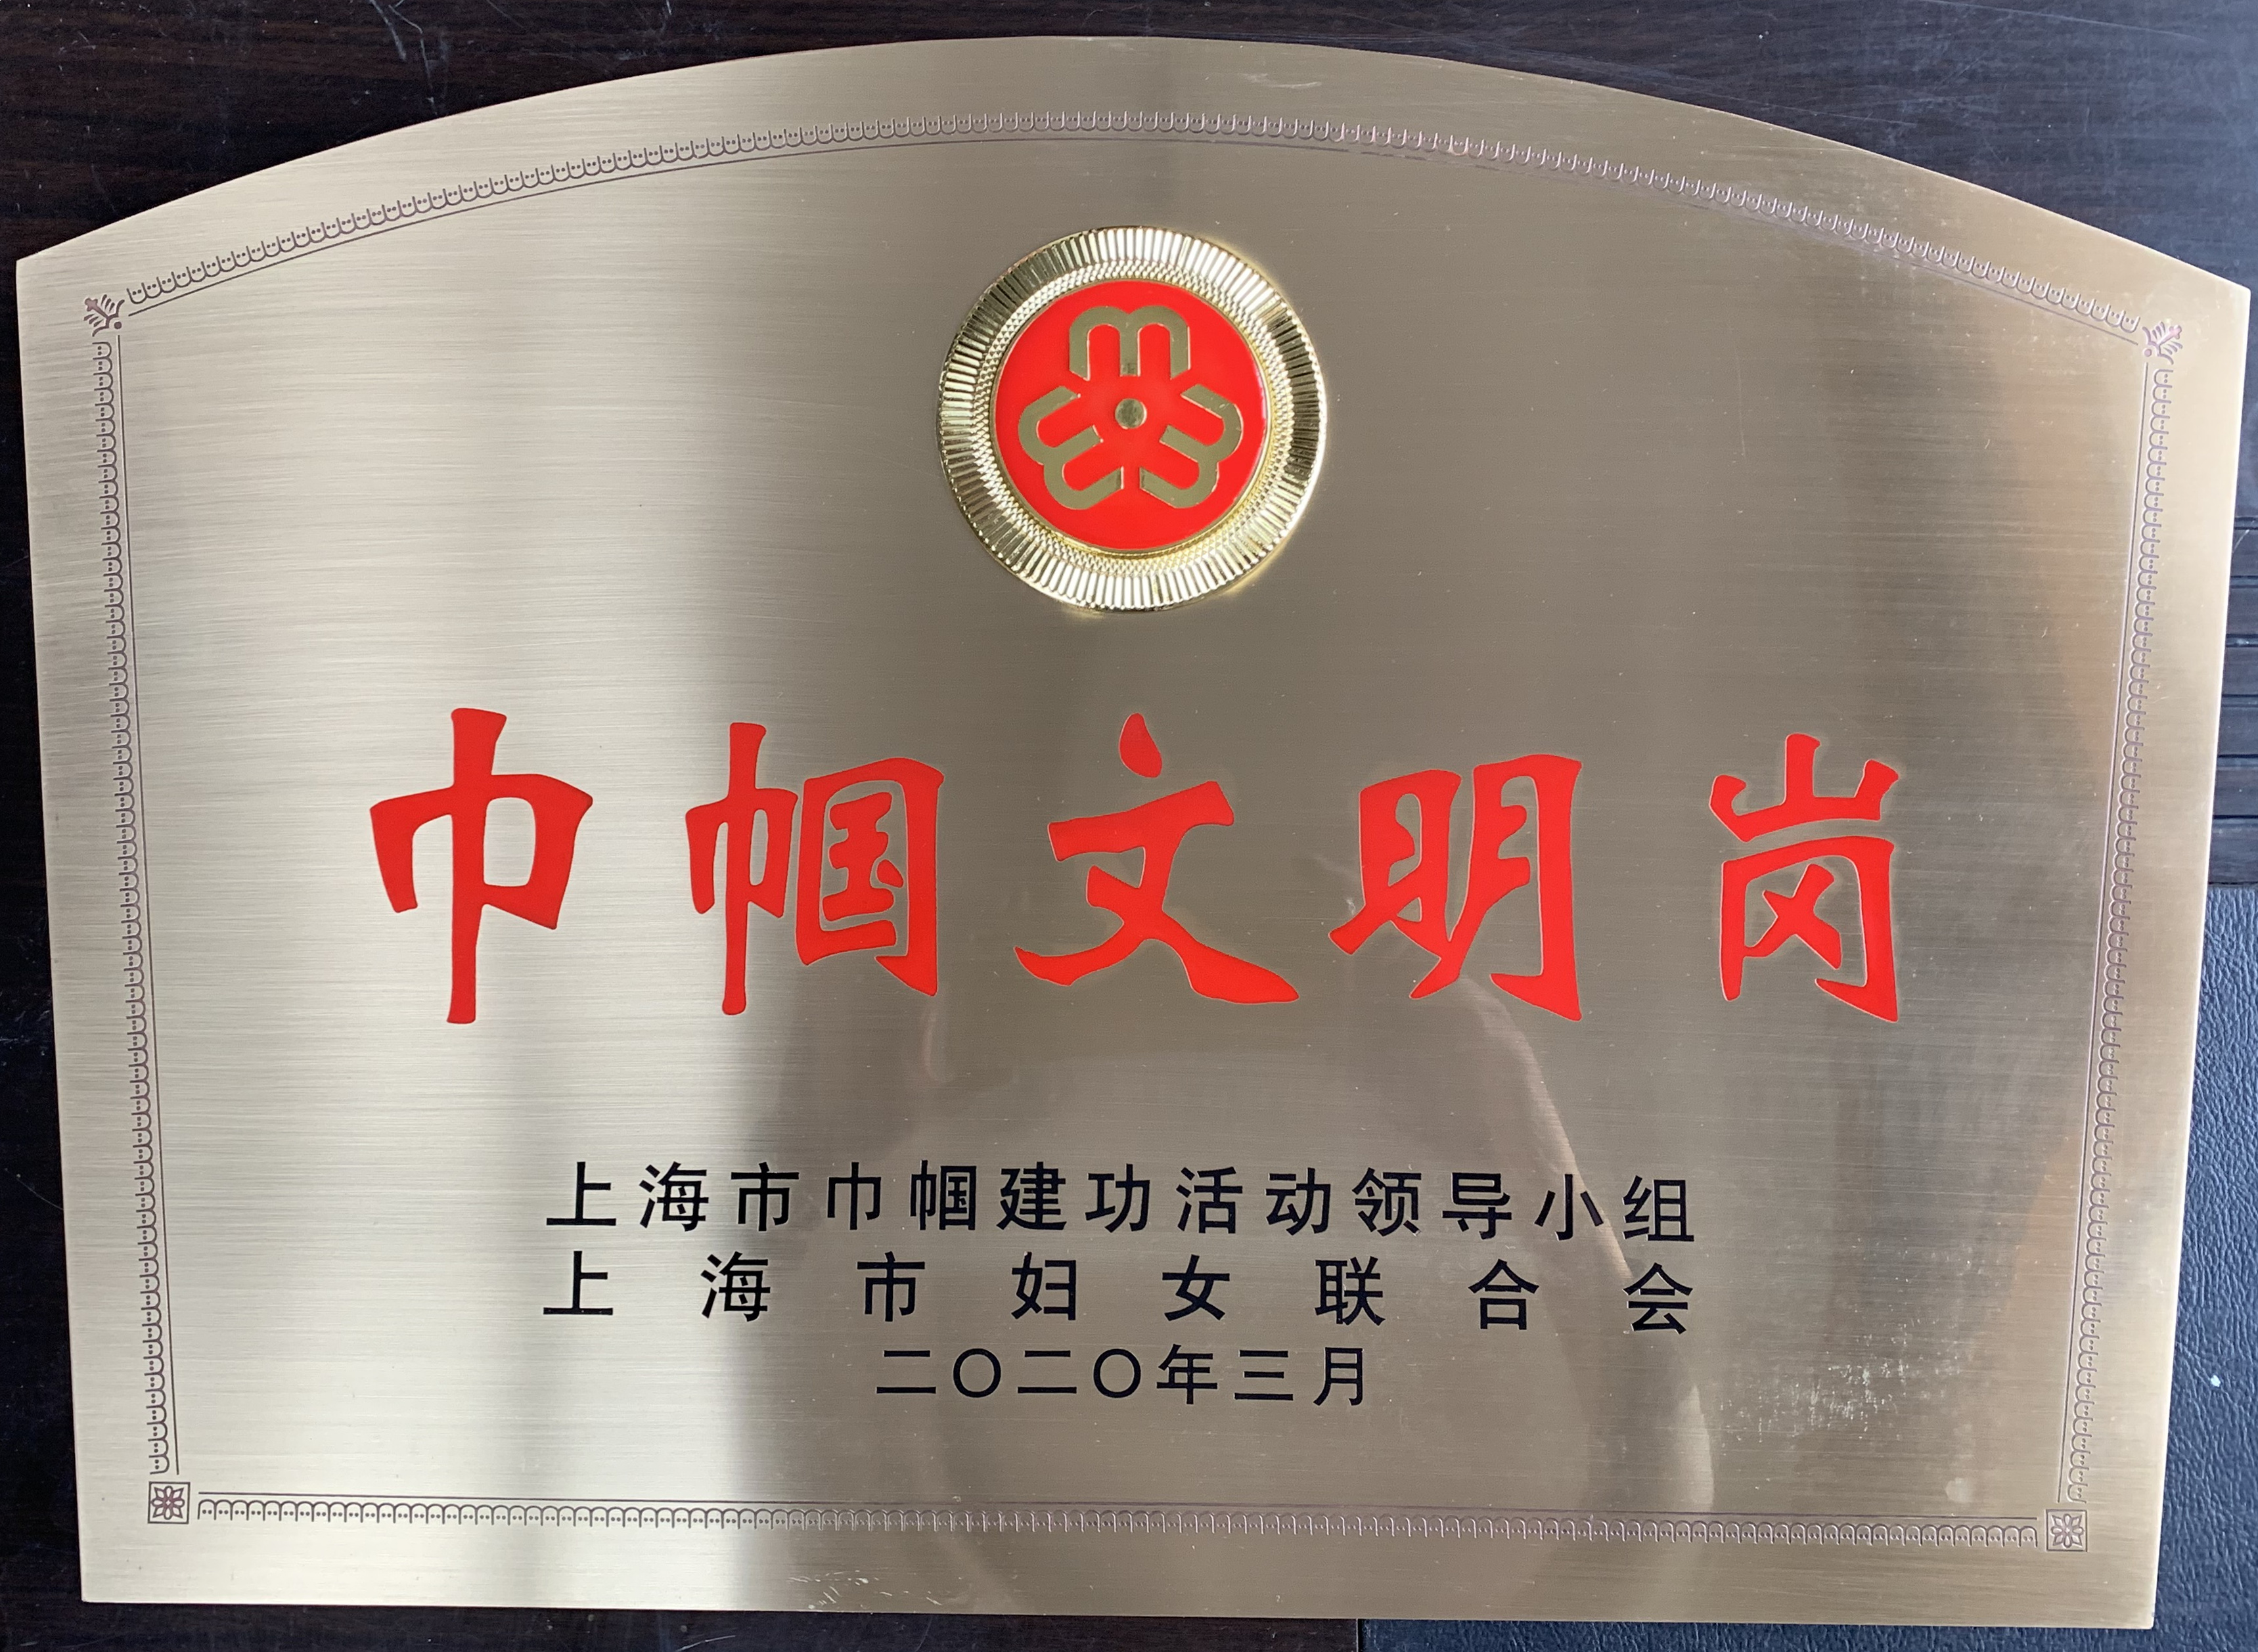 巾帼文明岗
上海市巾帼建功活动领导小组
上海市妇女联合会
二〇二〇年三月